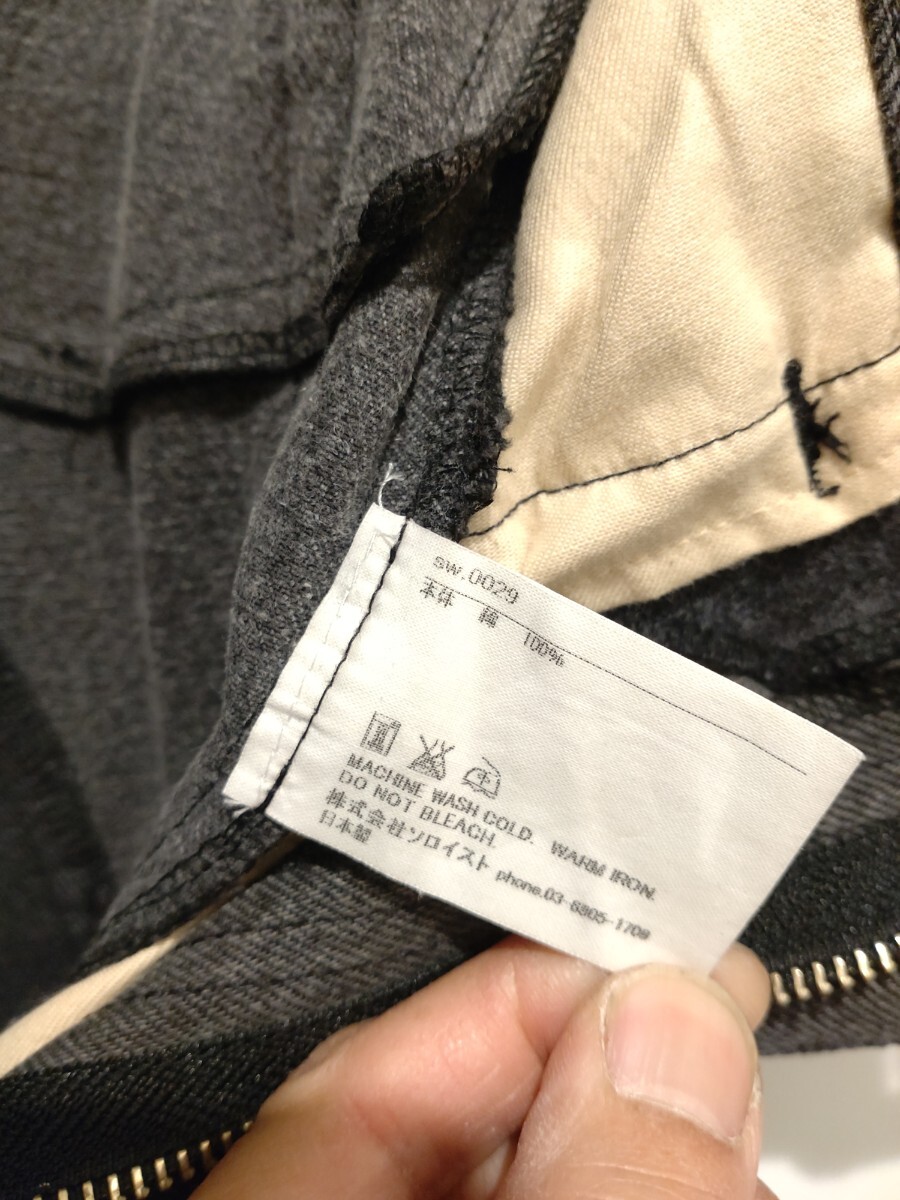 sw.0029
本体 綿 100%
MACHINE WASH COLD. WARM IRON.
DO NOT BLEACH.
株式会社ソロイスト phone.03-6805-1708
日本製